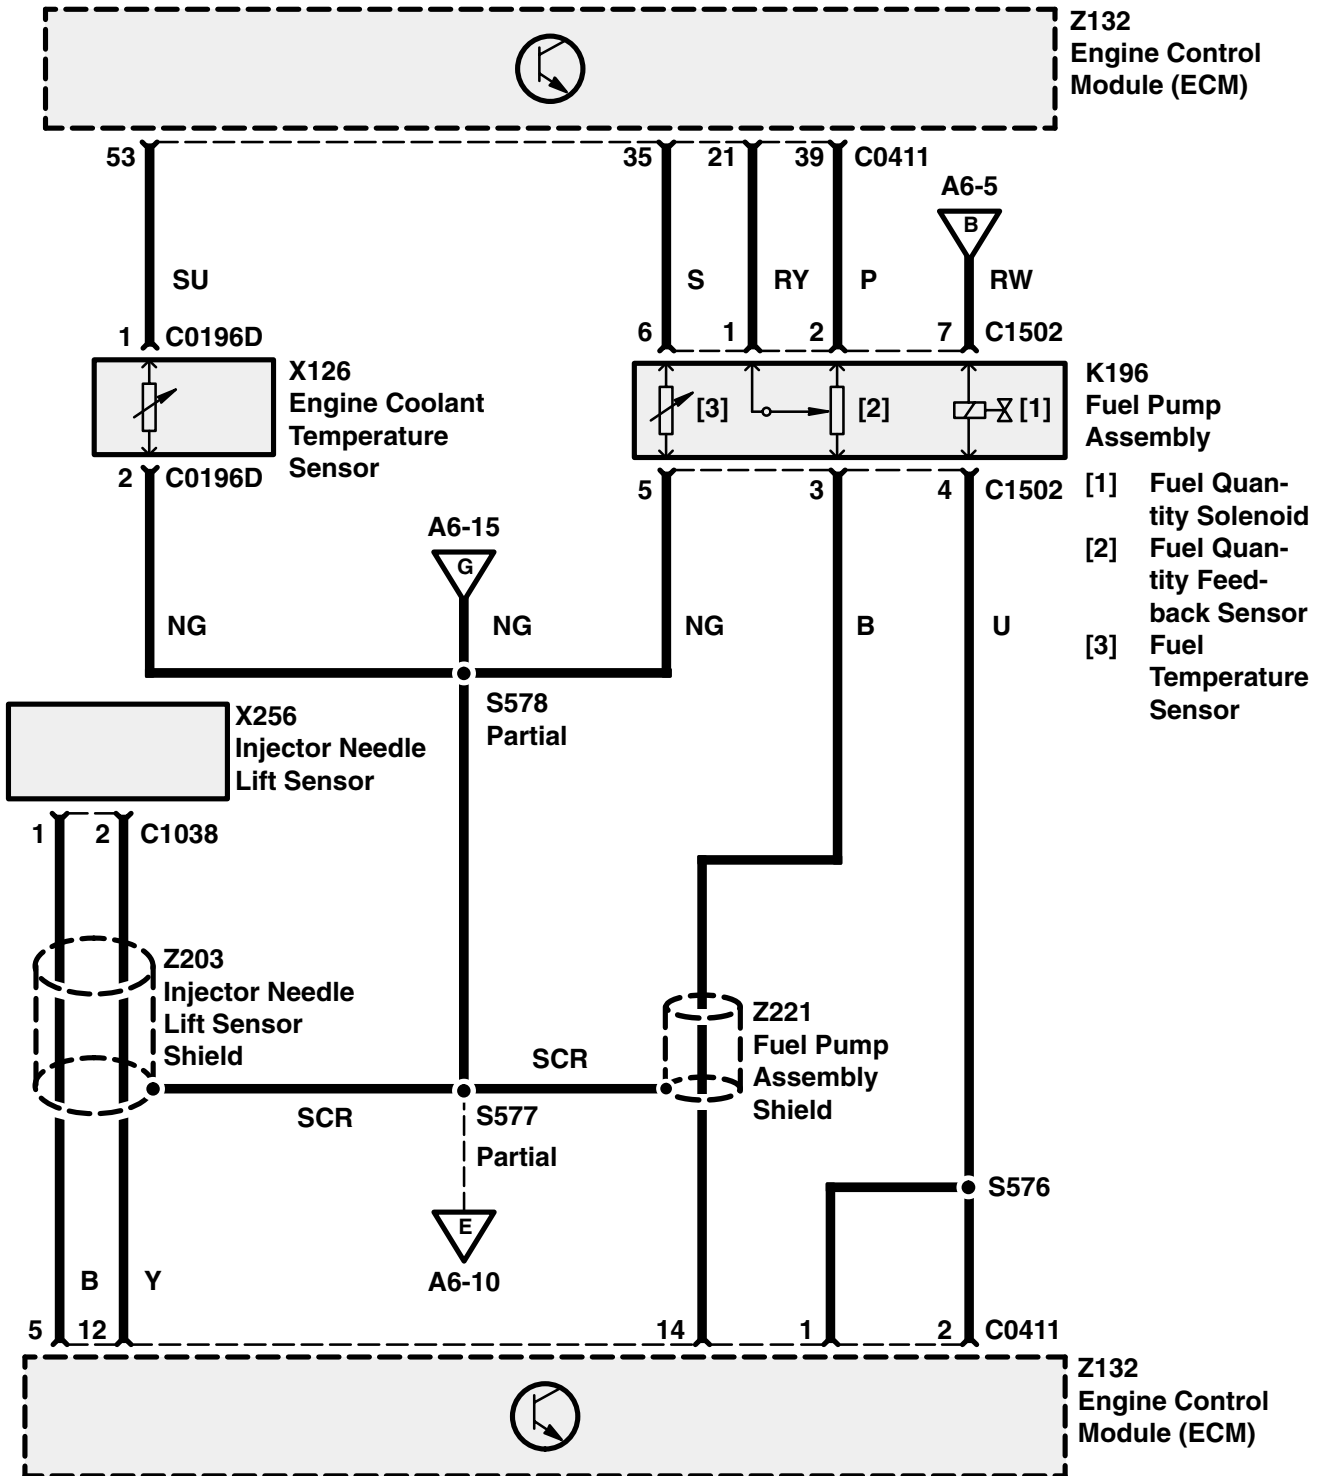 Z132
Engine Control
Module (ECM)
53
35
21
39
C0411
A6-5
B
SU
S
RY
P
RW
1 C0196D
6
1
2
7
C1502
X126
Engine Coolant
Temperature
Sensor
[3]
[2]
[1]
K196
Fuel Pump
Assembly
2 C0196D
5
3
4
C1502
[1] Fuel Quan-
tity Solenoid
[2] Fuel Quan-
tity Feed-
back Sensor
[3] Fuel
Temperature
Sensor
A6-15
G
NG
NG
NG
B
U
S578
Partial
X256
Injector Needle
Lift Sensor
1
2
C1038
Z203
Injector Needle
Lift Sensor
Shield
Z221
Fuel Pump
Assembly
Shield
SCR
SCR
S577
Partial
S576
E
A6-10
B
Y
5
12
14
1
2
C0411
Z132
Engine Control
Module (ECM)